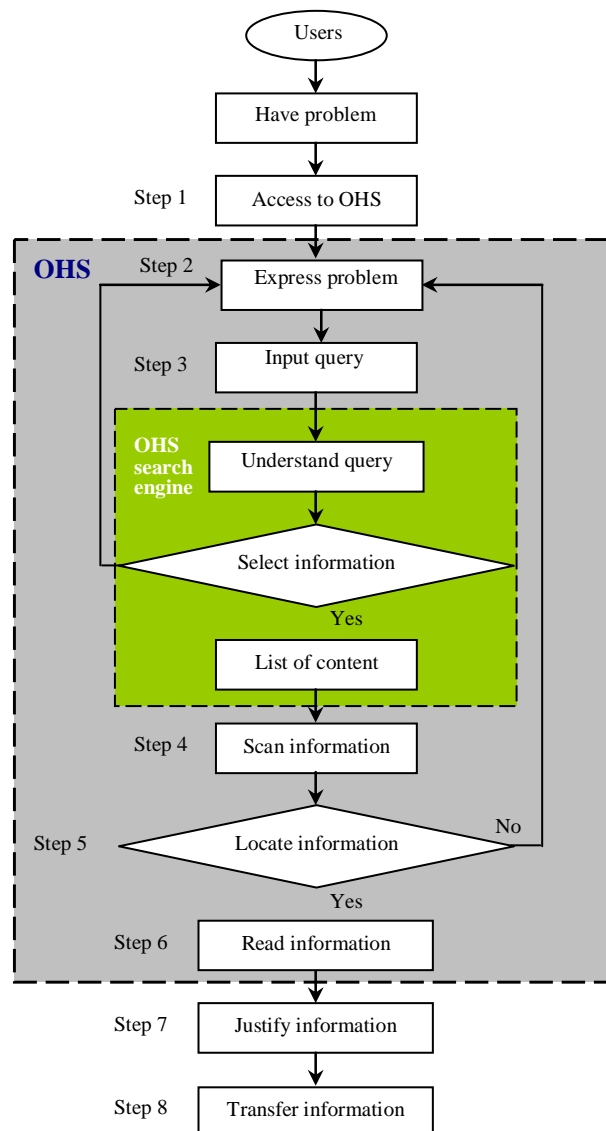 Users
Have problem
Step 1
Access to OHS
OHS
Step 2
Express problem
Step 3
Input query
OHS
search
engine
Understand query
Select information
Yes
List of content
Step 4
Scan information
Step 5
Locate information
No
Yes
Step 6
Read information
Step 7
Justify information
Step 8
Transfer information